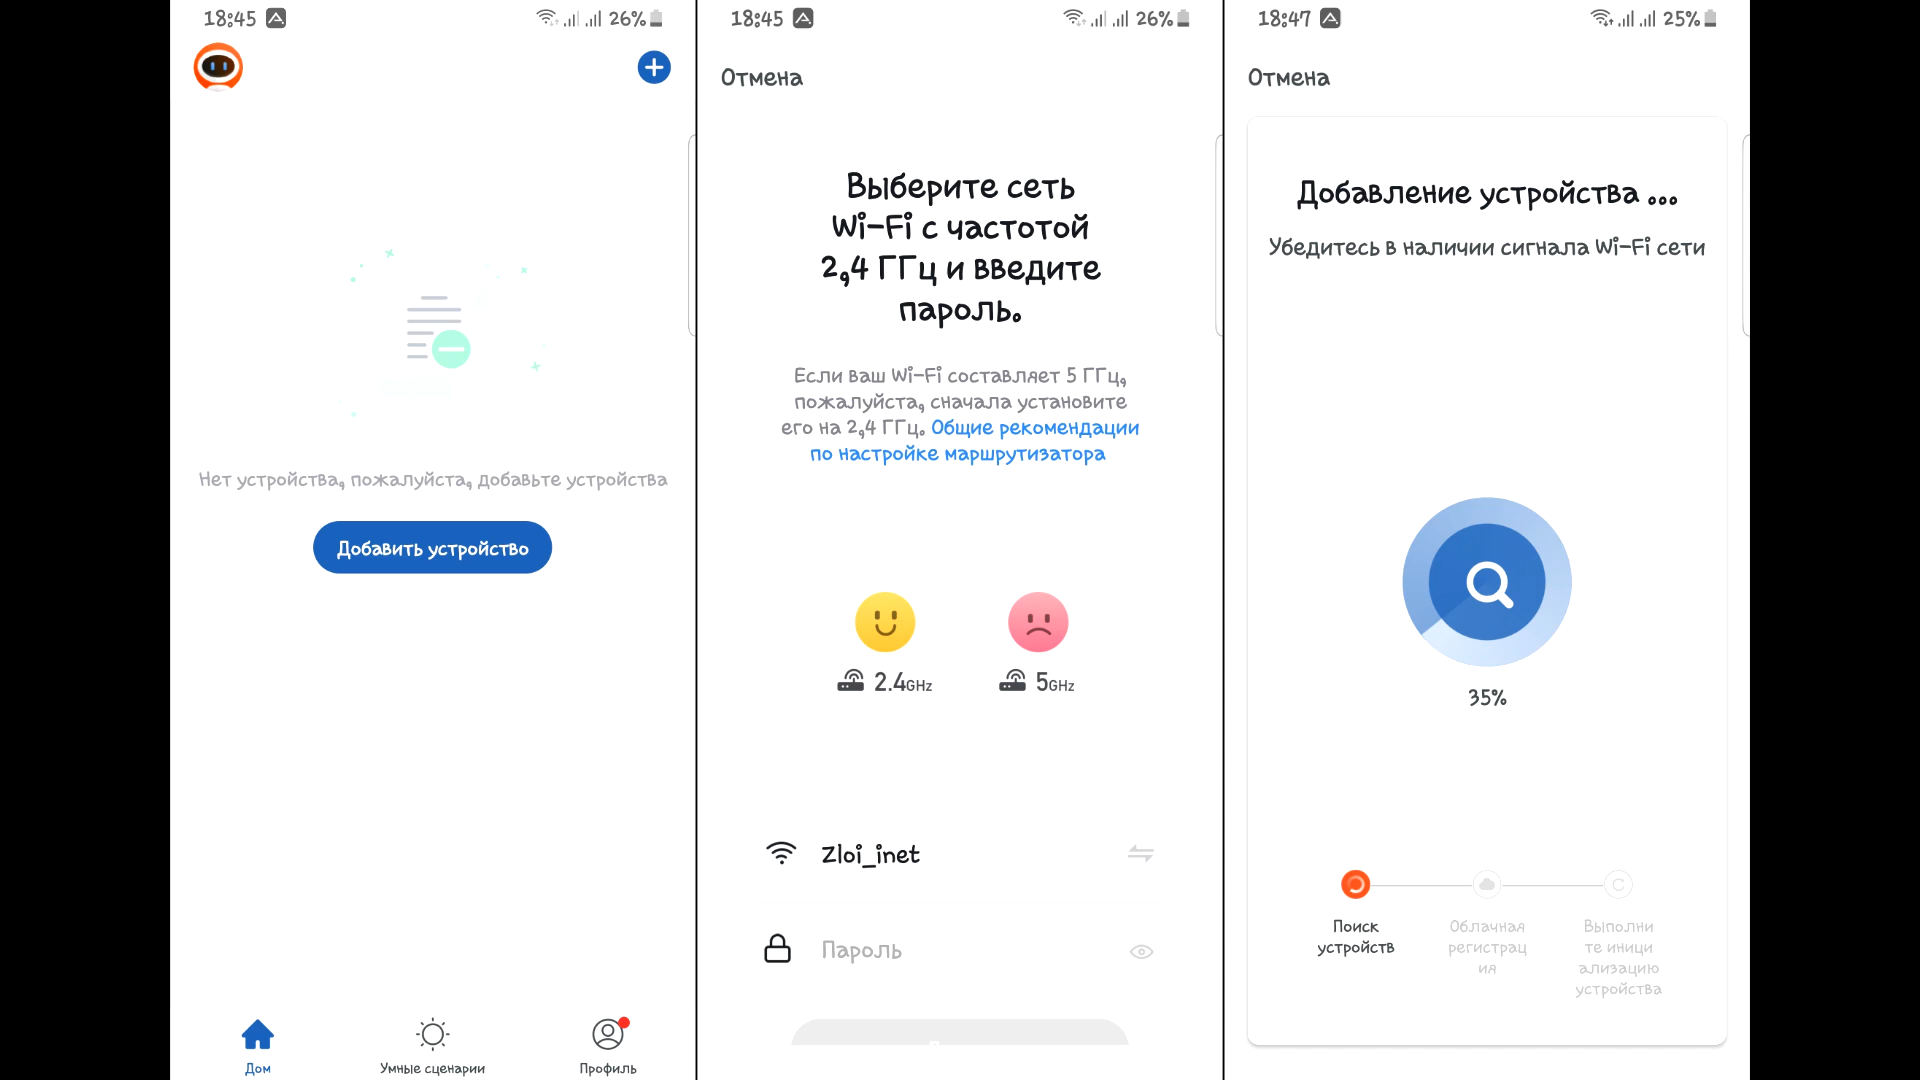 18:45
26%
Нет устройства, пожалуйста, добавьте устройства
Добавить устройство
Дом
Умные сценарии
Профиль
18:45
26%
Отмена
Выберите сеть
Wi-Fi с частотой
2,4 ГГц и введите
пароль.
Если ваш Wi-Fi составляет 5 ГГц,
пожалуйста, сначала установите
его на 2,4 ГГц. Общие рекомендации
по настройке маршрутизатора
2.4GHz
5GHz
Zloi_inet
Пароль
18:47
25%
Отмена
Добавление устройства ...
Убедитесь в наличии сигнала Wi-Fi сети
35%
Поиск
устройств
Облачная
регистрац
ия
Выполни
те иници
ализацию
устройства